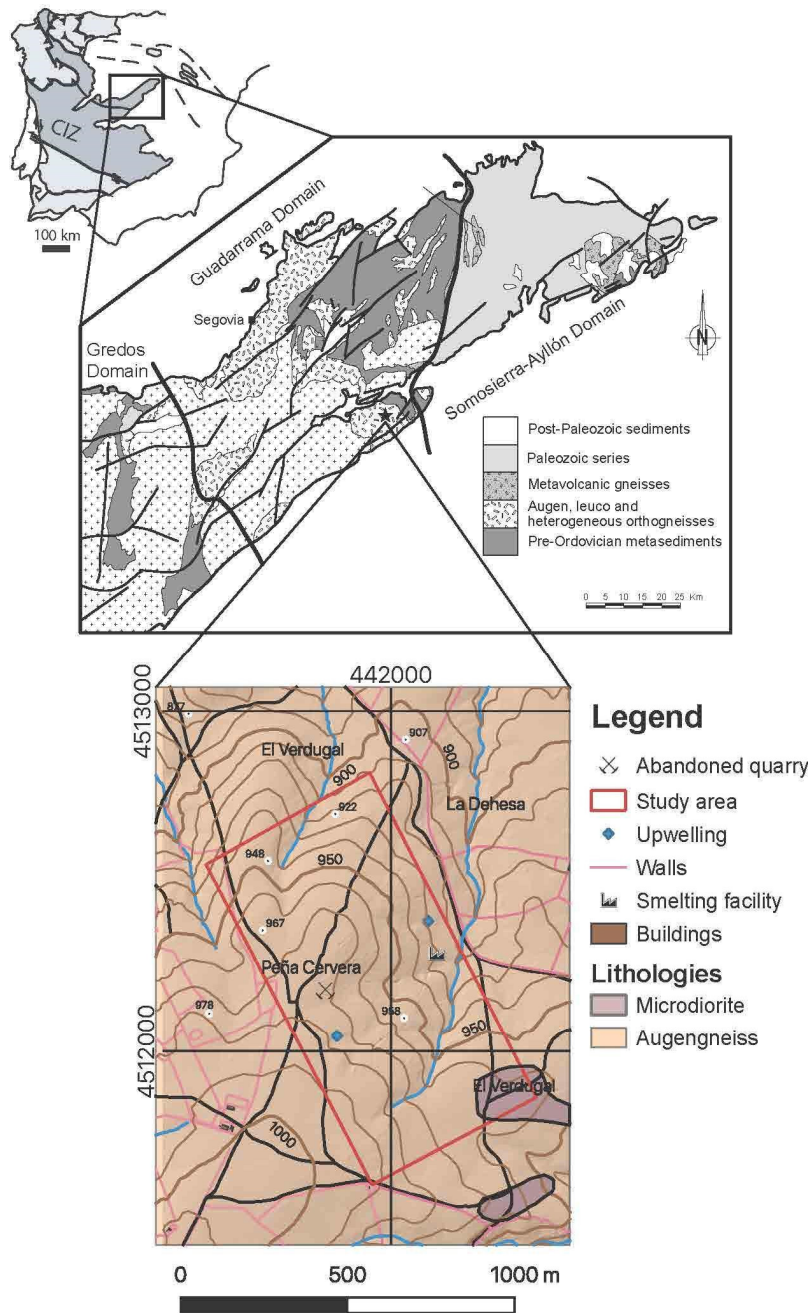 CIZ
100 km
Guadarrama Domain
Segovia
Gredos
Domain
Somosierra-Ayllón Domain
N
Post-Paleozoic sediments
Paleozoic series
Metavolcanic gneisses
Augen, leuco and
heterogeneous orthogneisses
Pre-Ordovician metasediments
0 5 10 15 20 25 Km
442000
4513000
877
907
El Verdugal
900
900
La Dehesa
922
948
950
967
Peña Cervera
978
958
950
4512000
El Verdugal
1000
Legend
Abandoned quarry
Study area
Upwelling
Walls
Smelting facility
Buildings
Lithologies
Microdiorite
Augengneiss
0 500 1000 m